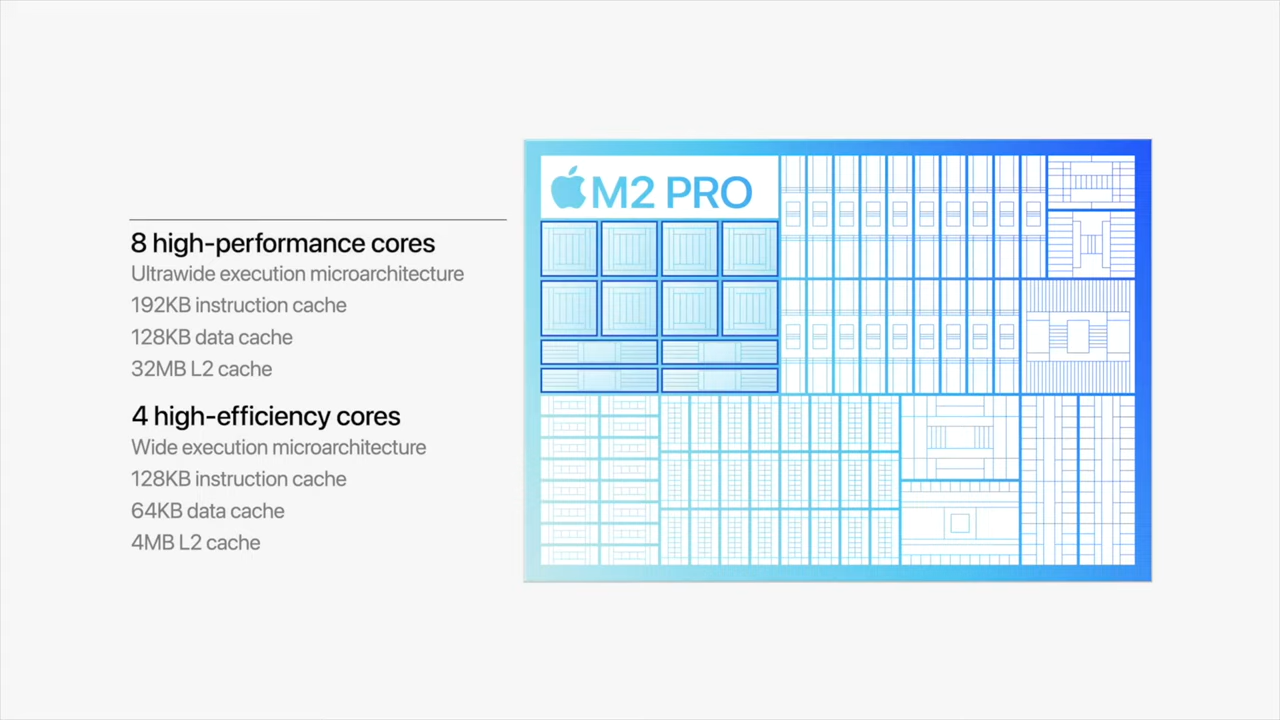 M2 PRO
8 high-performance cores
Ultrawide execution microarchitecture
192KB instruction cache
128KB data cache
32MB L2 cache
4 high-efficiency cores
Wide execution microarchitecture
128KB instruction cache
64KB data cache
4MB L2 cache